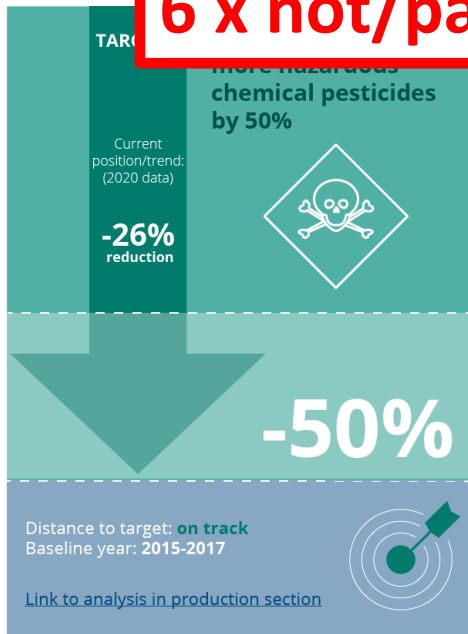 6 x not/pa
TAR
more hazardous
chemical pesticides
by 50%
Current
position/trend:
(2020 data)
-26%
reduction
-50%
Distance to target: on track
Baseline year: 2015-2017
Link to analysis in production section